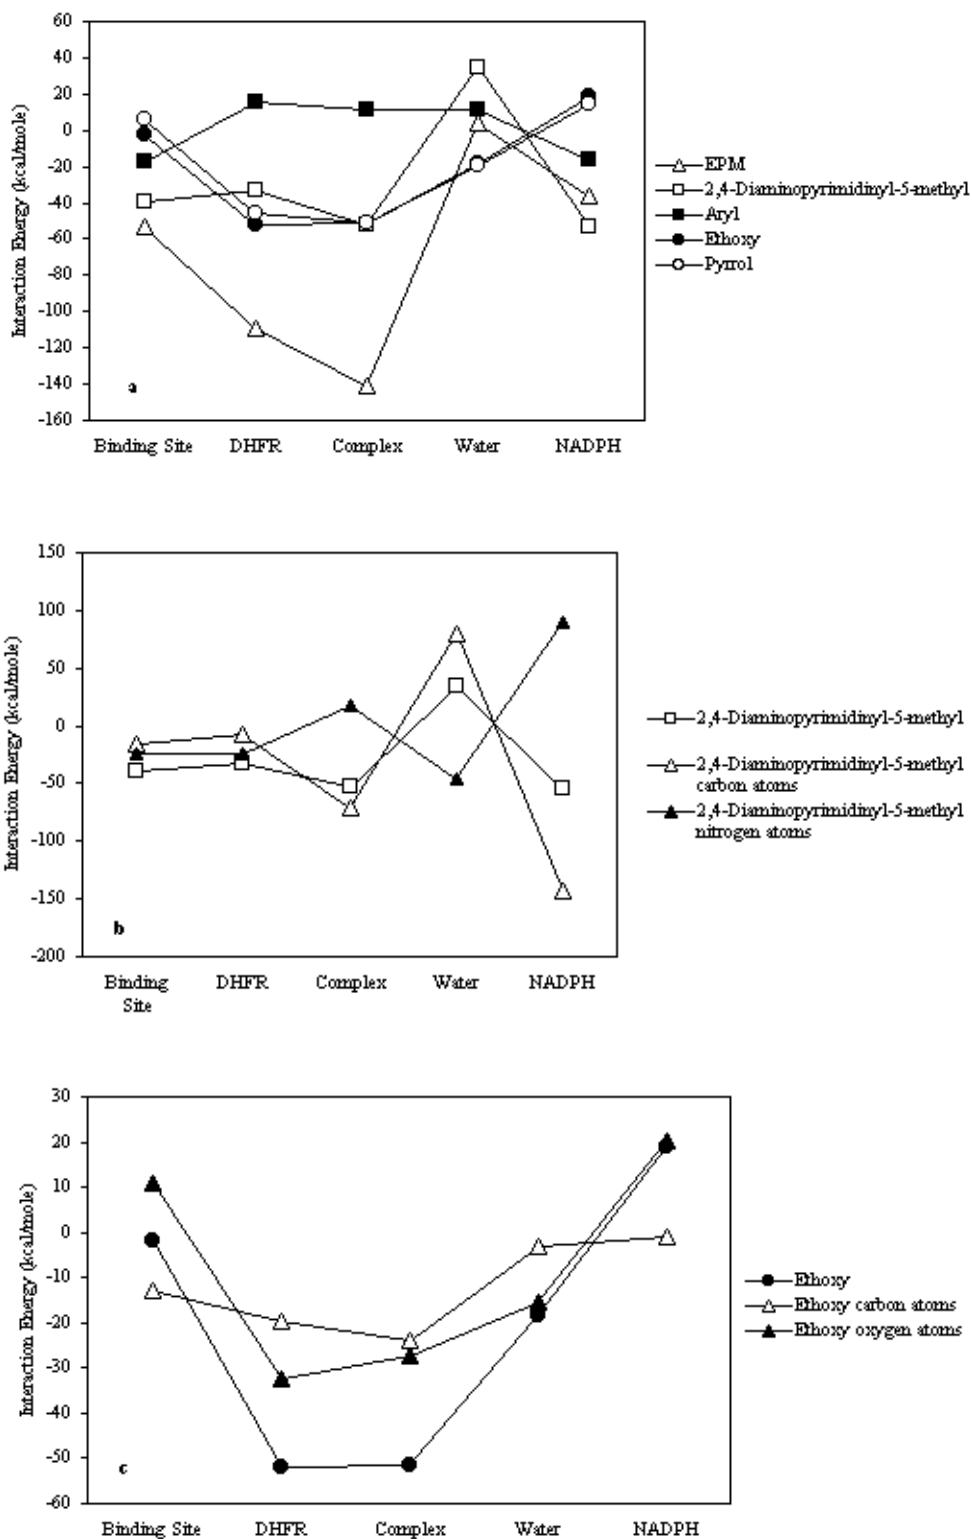 60
40
20
0
-20
-40
-60
-80
-100
-120
-140
-160
Interaction Energy (kcal/mole)
a
Binding Site DHFR Complex Water NADPH
EPM
2,4-Diaminopyrimidinyl-5-methyl
Aryl
Ethoxy
Pyrrol
150
100
50
0
-50
-100
-150
-200
Interaction Energy (kcal/mole)
b
Binding Site DHFR Complex Water NADPH
2,4-Diaminopyrimidinyl-5-methyl
2,4-Diaminopyrimidinyl-5-methyl
carbon atoms
2,4-Diaminopyrimidinyl-5-methyl
nitrogen atoms
30
20
10
0
-10
-20
-30
-40
-50
-60
Interaction Energy (kcal/mole)
c
Binding Site DHFR Complex Water NADPH
Ethoxy
Ethoxy carbon atoms
Ethoxy oxygen atoms